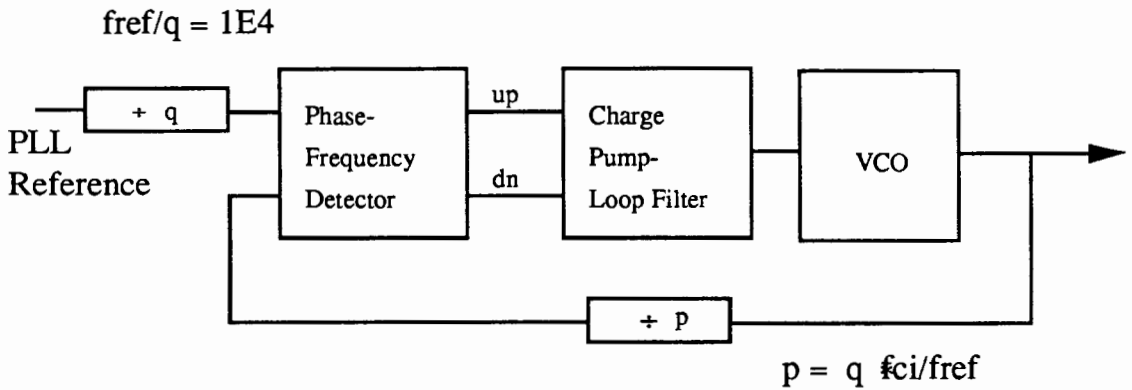 fref/q = 1E4
÷ q
PLL
Reference
Phase-
Frequency
Detector
up
dn
Charge
Pump-
Loop Filter
VCO
÷ p
p = q fci/fref